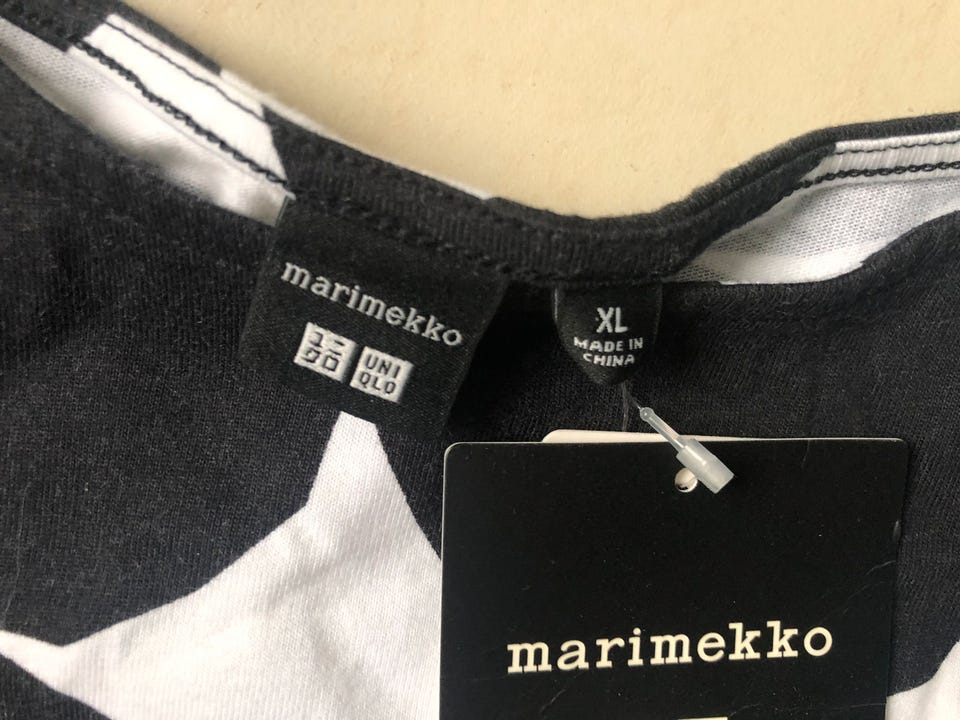 marimekko
ユニ
クロ
UNI
QLO
XL
MADE IN
CHINA
marimekko